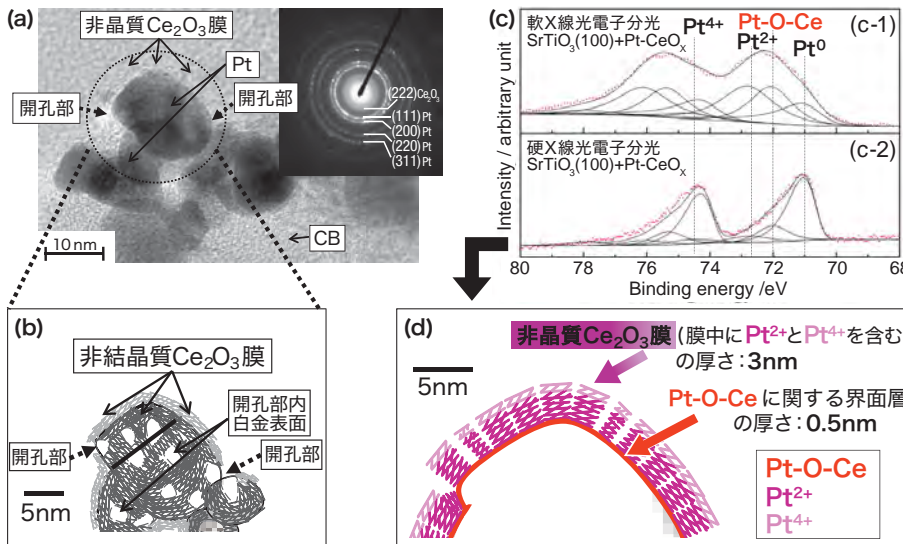 (a)
非晶質Ce₂O₃膜
Pt
開孔部
開孔部
(222)Ce₂O₃
(111)Pt
(200)Pt
(220)Pt
(311)Pt
CB
10nm
(b)
非結晶質Ce₂O₃膜
開孔部内
白金表面
開孔部
開孔部
5nm
(c)
軟X線光電子分光
SrTiO₃(100)+Pt-CeOₓ
Pt⁴⁺
Pt-O-Ce
Pt²⁺
Pt⁰
(c-1)
硬X線光電子分光
SrTiO₃(100)+Pt-CeOₓ
(c-2)
Intensity / arbitrary unit
80
78
76
74
72
70
68
Binding energy /eV
(d)
非晶質Ce₂O₃膜(膜中にPt²⁺とPt⁴⁺を含む
の厚さ:3nm
5nm
Pt-O-Ceに関する界面層
の厚さ:0.5nm
Pt-O-Ce
Pt²⁺
Pt⁴⁺